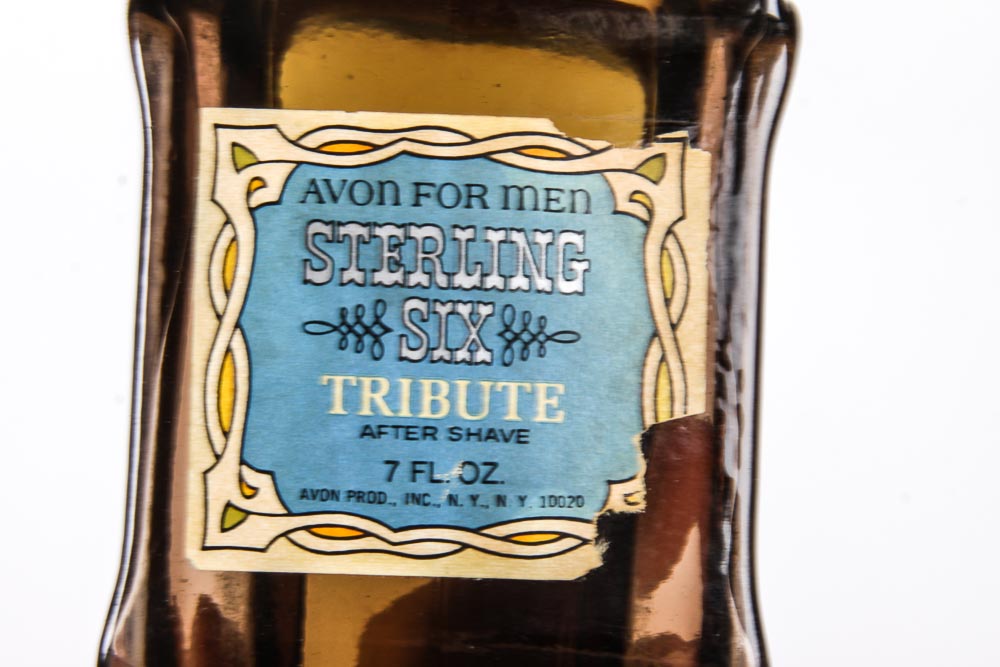 AVON FOR MEN
STERLING
SIX
TRIBUTE
AFTER SHAVE
7 FL. OZ.
AVON PROD., INC., N. Y., N Y. 10020